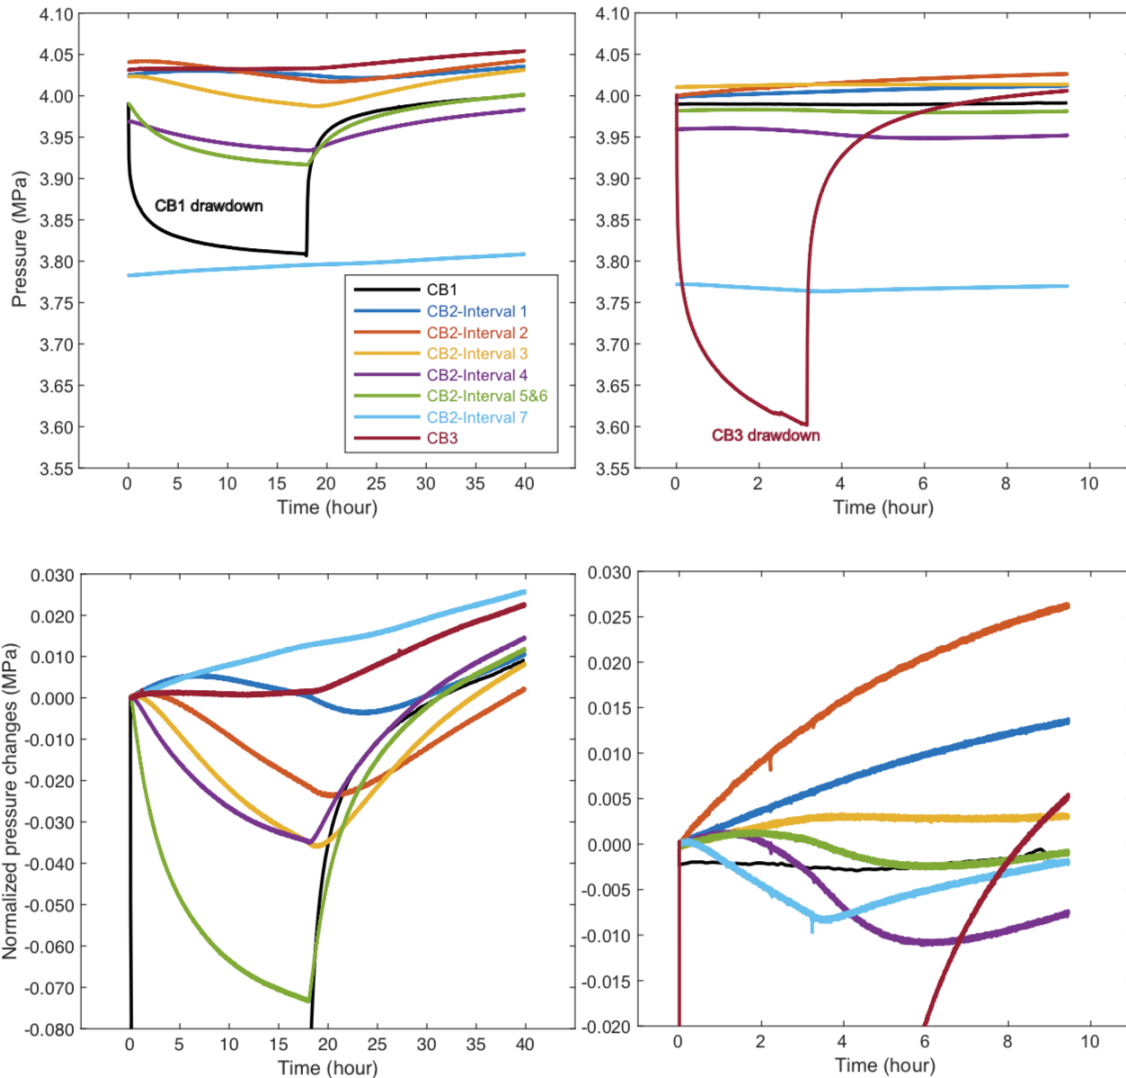 4.10
4.05
4.00
3.95
3.90
3.85
3.80
3.75
3.70
3.65
3.60
3.55
Pressure (MPa)
CB1 drawdown
CB1
CB2-Interval 1
CB2-Interval 2
CB2-Interval 3
CB2-Interval 4
CB2-Interval 5&6
CB2-Interval 7
CB3
0 5 10 15 20 25 30 35 40
Time (hour)
4.10
4.05
4.00
3.95
3.90
3.85
3.80
3.75
3.70
3.65
3.60
3.55
CB3 drawdown
0 2 4 6 8 10
Time (hour)
0.030
0.020
0.010
0.000
-0.010
-0.020
-0.030
-0.040
-0.050
-0.060
-0.070
-0.080
Normalized pressure changes (MPa)
0 5 10 15 20 25 30 35 40
Time (hour)
0.030
0.025
0.020
0.015
0.010
0.005
0.000
-0.005
-0.010
-0.015
-0.020
0 2 4 6 8 10
Time (hour)